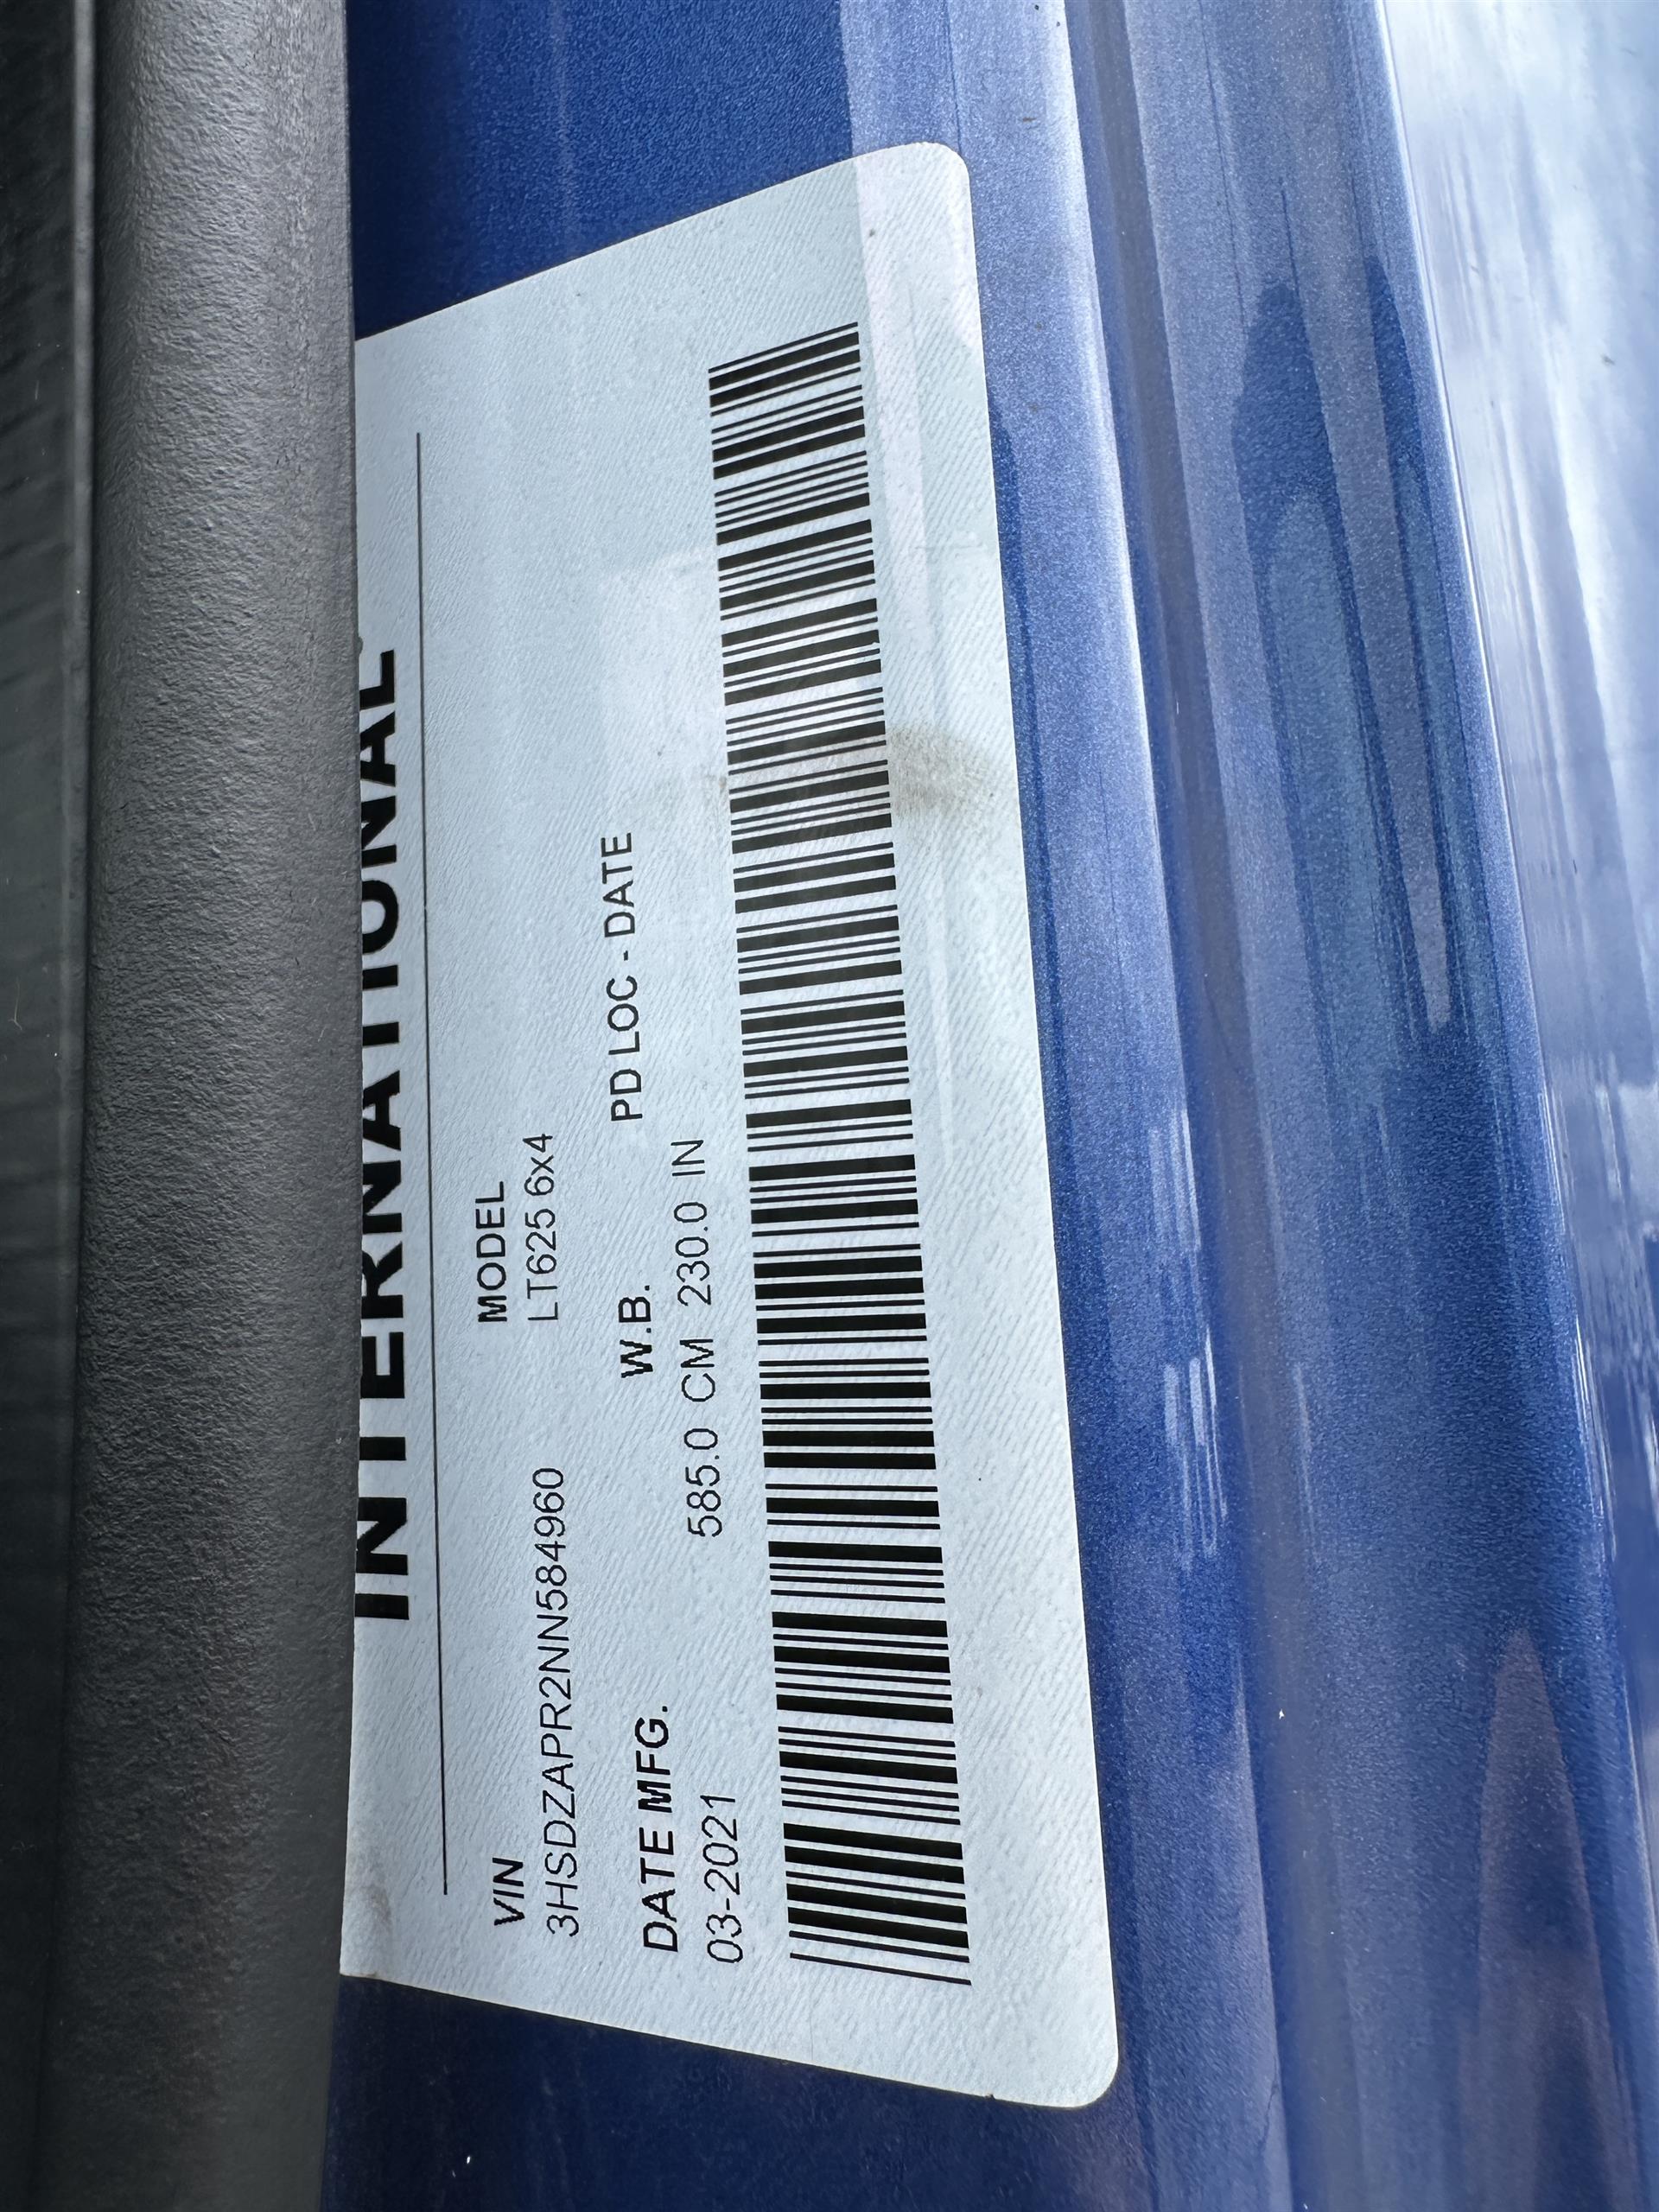 INTERNATIONAL
VIN MODEL
3HSDZAPR2NN584960 LT625 6x4
DATE MFG. W.B. PD LOC - DATE
03-2021 585.0 CM 230.0 IN